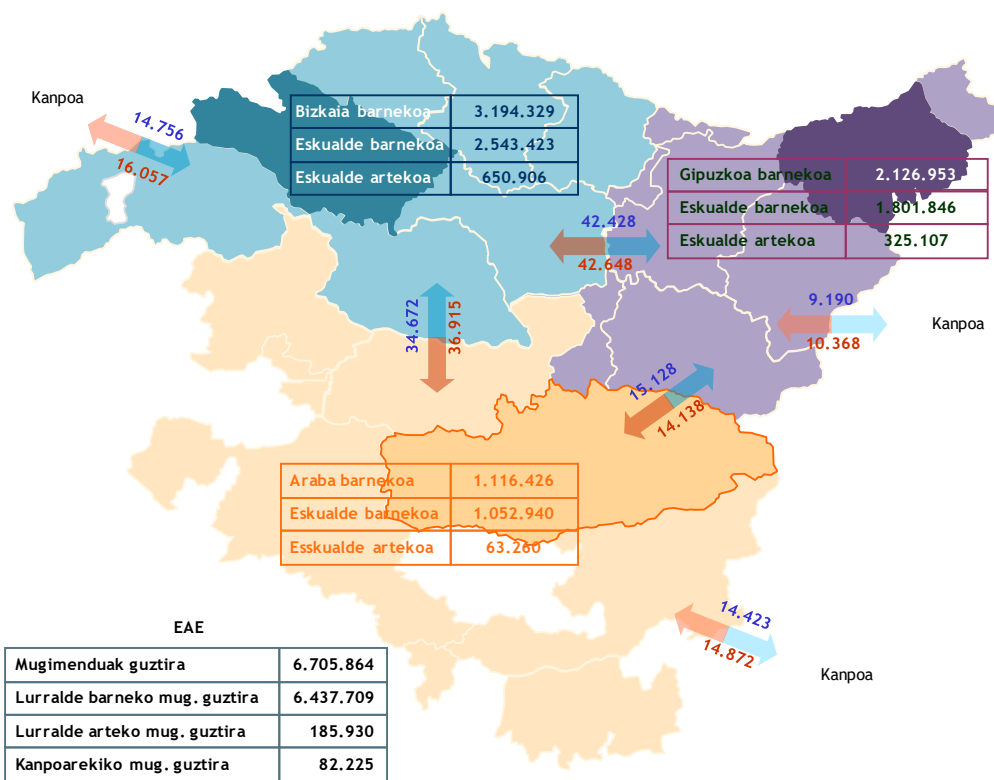 Kanpoa
14.756
16.057
Bizkaia barnekoa 3.194.329
Eskualde barnekoa 2.543.423
Eskualde artekoa 650.906
Gipuzkoa barnekoa 2.126.953
Eskualde barnekoa 1.801.846
Eskualde artekoa 325.107
42.428
42.648
34.672
36.915
9.190
10.368
Kanpoa
15.128
14.138
Araba barnekoa 1.116.426
Eskualde barnekoa 1.052.940
Esskualde artekoa 63.260
14.423
14.872
Kanpoa
EAE
Mugimenduak guztira 6.705.864
Lurralde barneko mug. guztira 6.437.709
Lurralde arteko mug. guztira 185.930
Kanpoarekiko mug. guztira 82.225